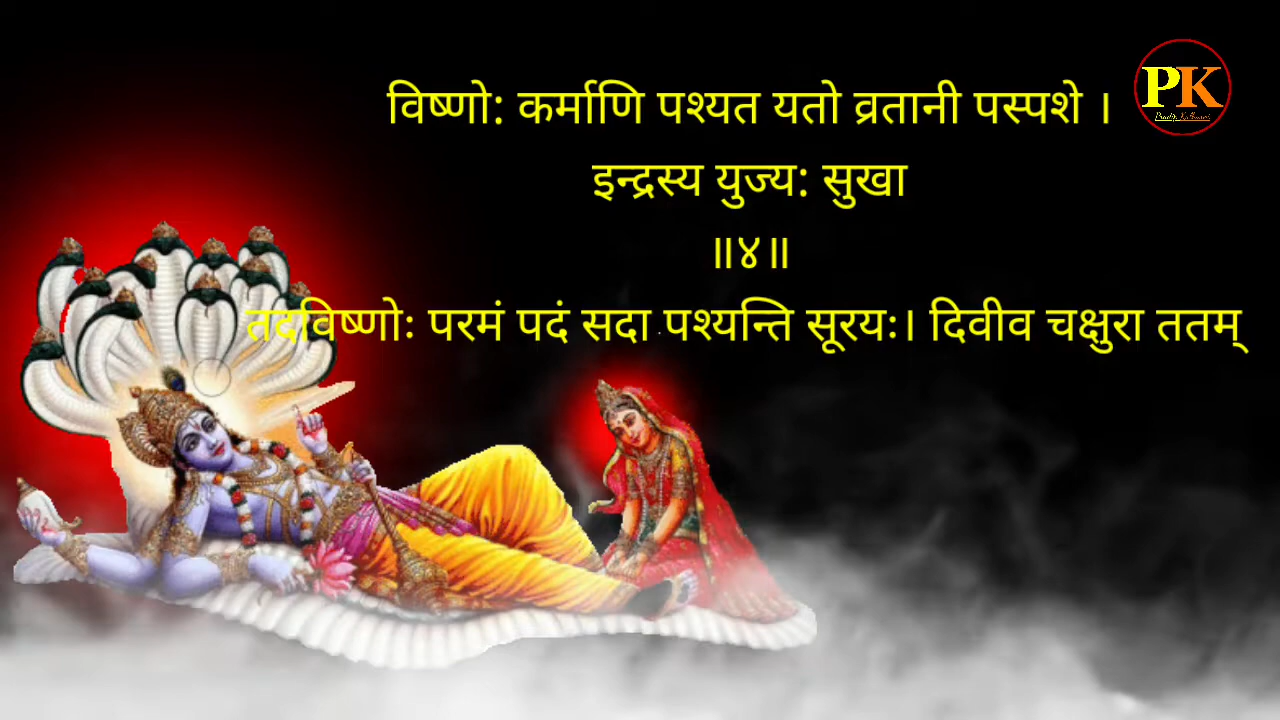 विष्णो: कर्माणि पश्यत यतो व्रतानी पस्पशे ।
इन्द्रस्य युज्य: सुखा
॥४॥
तदविष्णोः परमं पदं सदा पश्यन्ति सूरयः। दिवीव चक्षुरा ततम्
PK